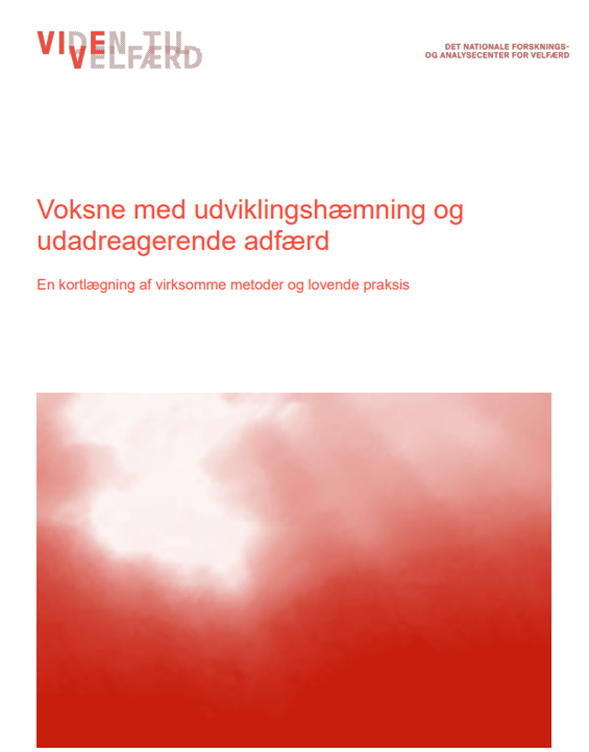 VIDEN TIL
VELFÆRD
DET NATIONALE FORSKNINGS-
OG ANALYSECENTER FOR VELFÆRD
Voksne med udviklingshæmning og
udadreagerende adfærd
En kortlægning af virksomme metoder og lovende praksis